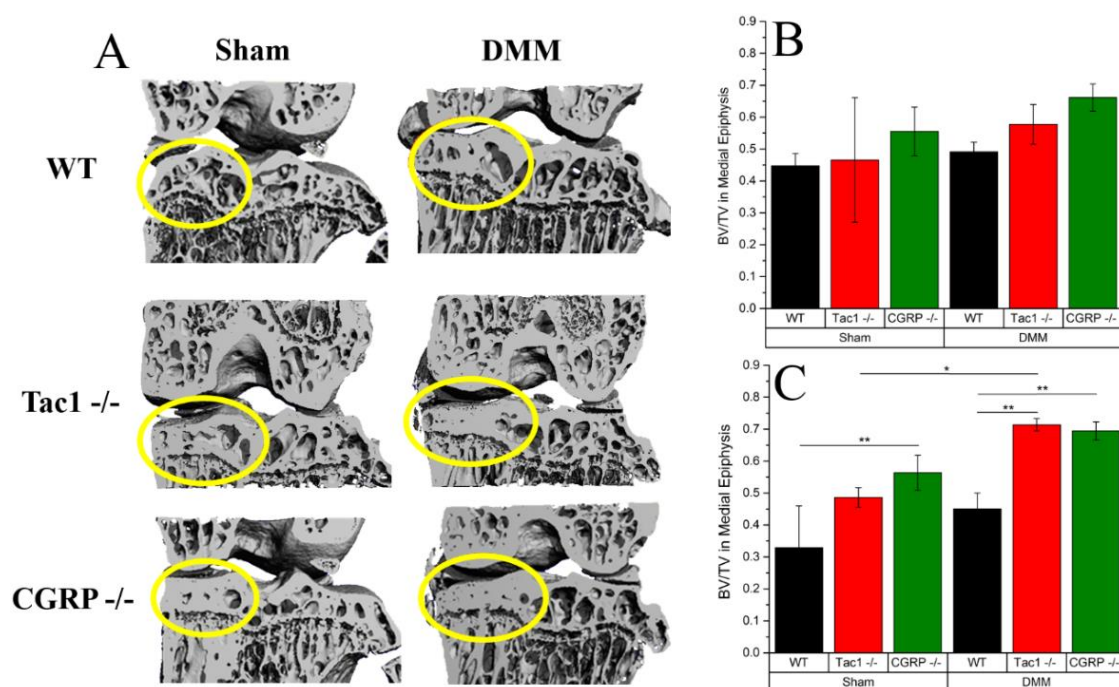 A
Sham
DMM
WT
Tac1 -/-
CGRP -/-
B
BV/TV in Medial Epiphysis
0.9
0.8
0.7
0.6
0.5
0.4
0.3
0.2
0.1
0.0
WT
Tac1 -/-
CGRP -/-
WT
Tac1 -/-
CGRP -/-
Sham
DMM
C
BV/TV in Medial Epiphysis
0.9
0.8
0.7
0.6
0.5
0.4
0.3
0.2
0.1
0.0
*
**
**
**
WT
Tac1 -/-
CGRP -/-
WT
Tac1 -/-
CGRP -/-
Sham
DMM